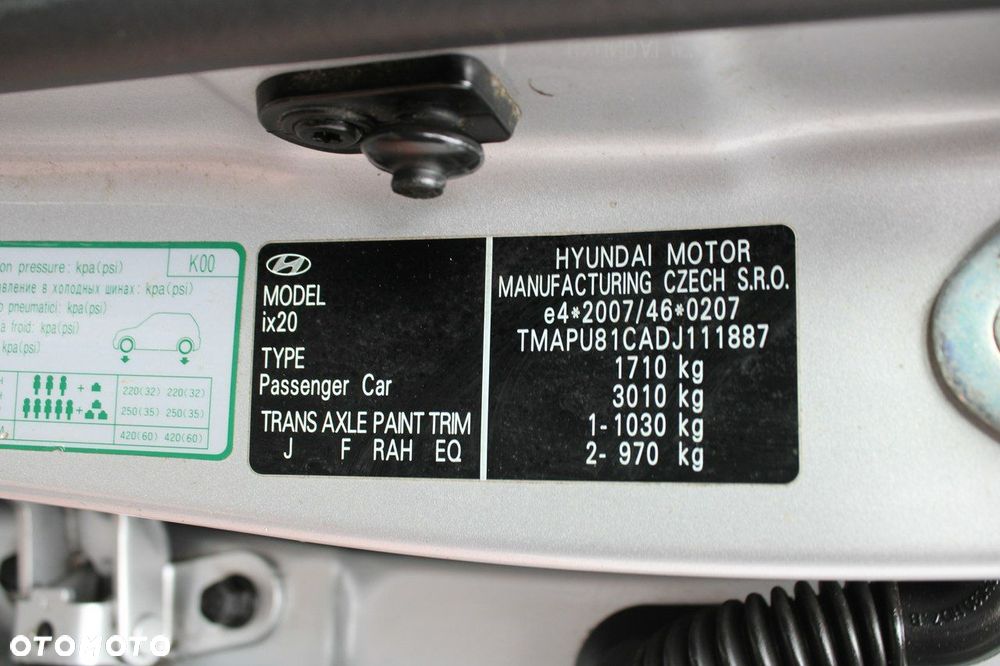 on pressure: kpa(psi)
K00
вление в холодных шинах: kpa(psi)
pneumatici: kpa(psi)
a froid: kpa(psi)
kpa(psi)
+
220(32) 220(32)
+
250(35) 250(35)
420(60) 420(60)
MODEL
ix20
TYPE
Passenger Car
TRANS AXLE PAINT TRIM
J F RAH EQ
HYUNDAI MOTOR
MANUFACTURING CZECH S.R.O.
e4*2007/46*0207
TMAPU81CADJ111887
1710 kg
3010 kg
1-1030 kg
2- 970 kg
OTOMOTO